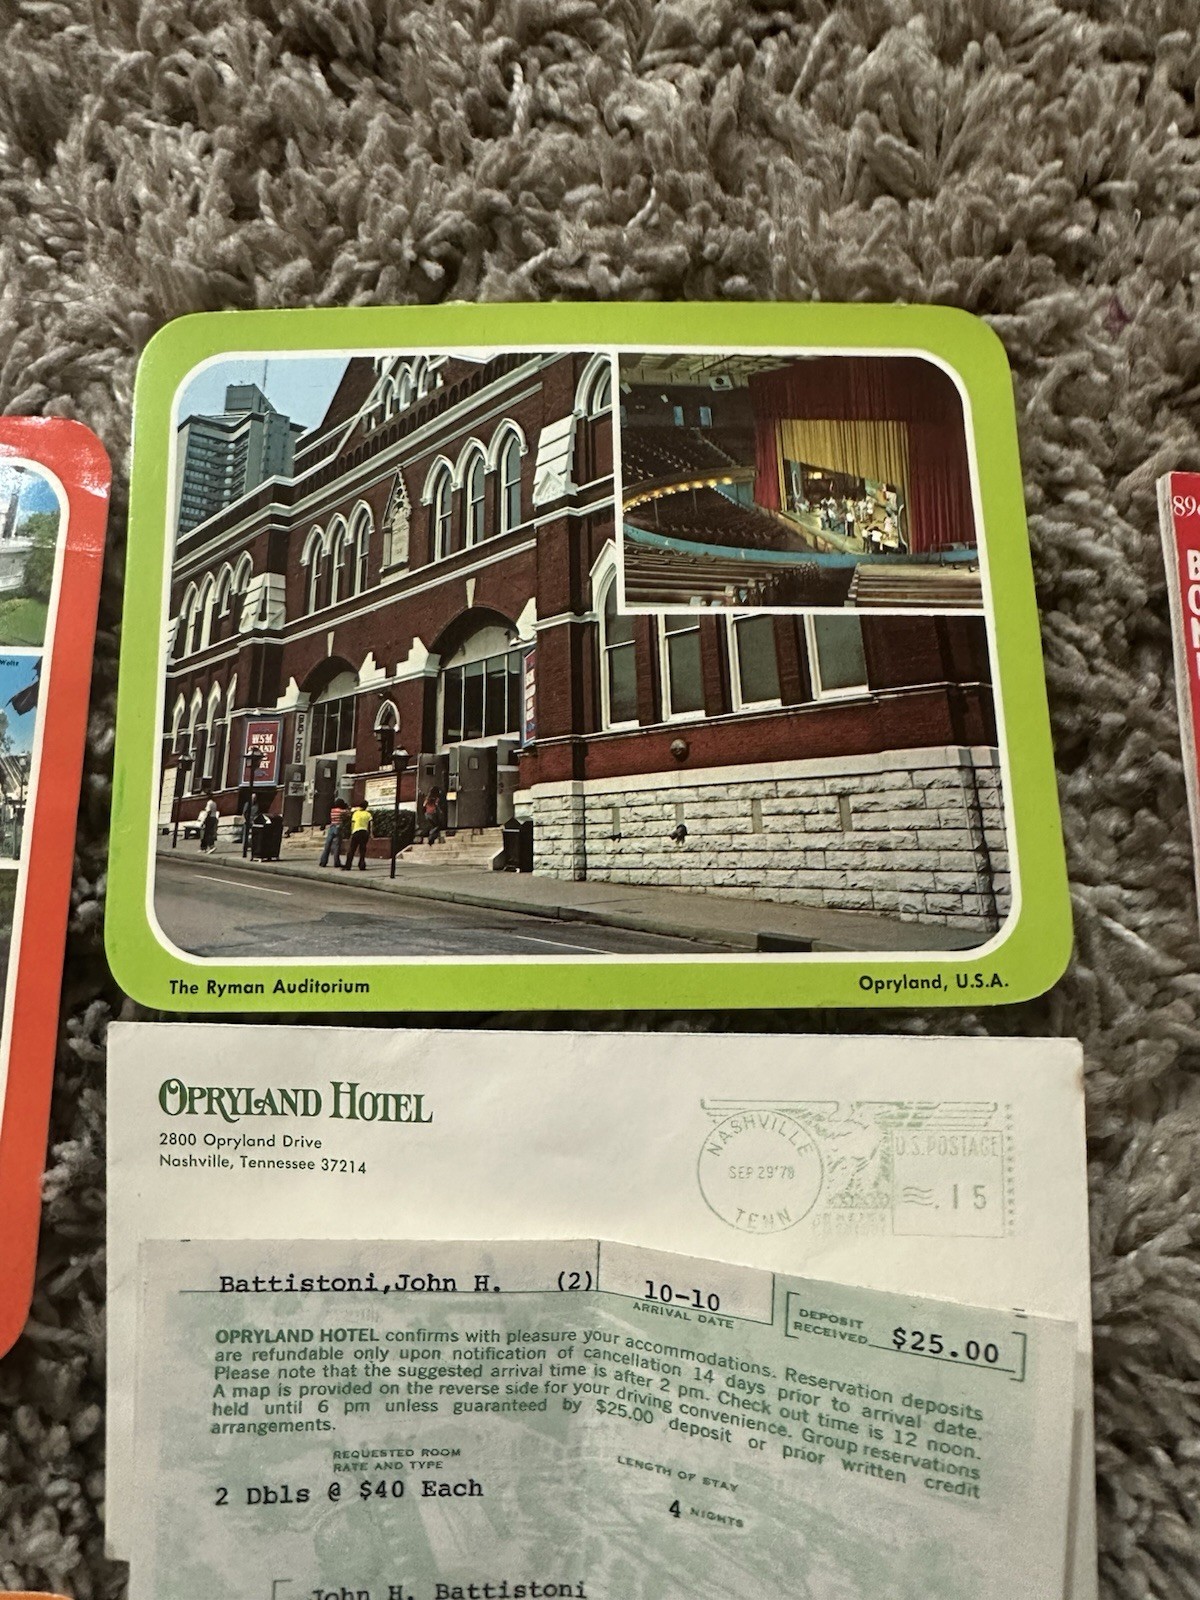 WSM
GRAND
The Ryman Auditorium
Opryland, U.S.A.
896
OPRYLAND HOTEL
2800 Opryland Drive
Nashville, Tennessee 37214
NASHVILLE
SEP 29'78
TENN
U.S. POSTAGE
.15
Battistoni,John H. (2)
10-10
ARRIVAL DATE
DEPOSIT
RECEIVED $25.00
OPRYLAND HOTEL confirms with pleasure your accommodations. Reservation deposits
are refundable only upon notification of cancellation 14 days prior to arrival date.
Please note that the suggested arrival time is after 2 pm. Check out time is 12 noon.
A map is provided on the reverse side for your driving convenience. Group reservations
held until 6 pm unless guaranteed by $25.00 deposit or prior written credit
arrangements.
REQUESTED ROOM
RATE AND TYPE
2 Dbls @ $40 Each
LENGTH OF STAY
4 NIGHTS
John H. Battistoni